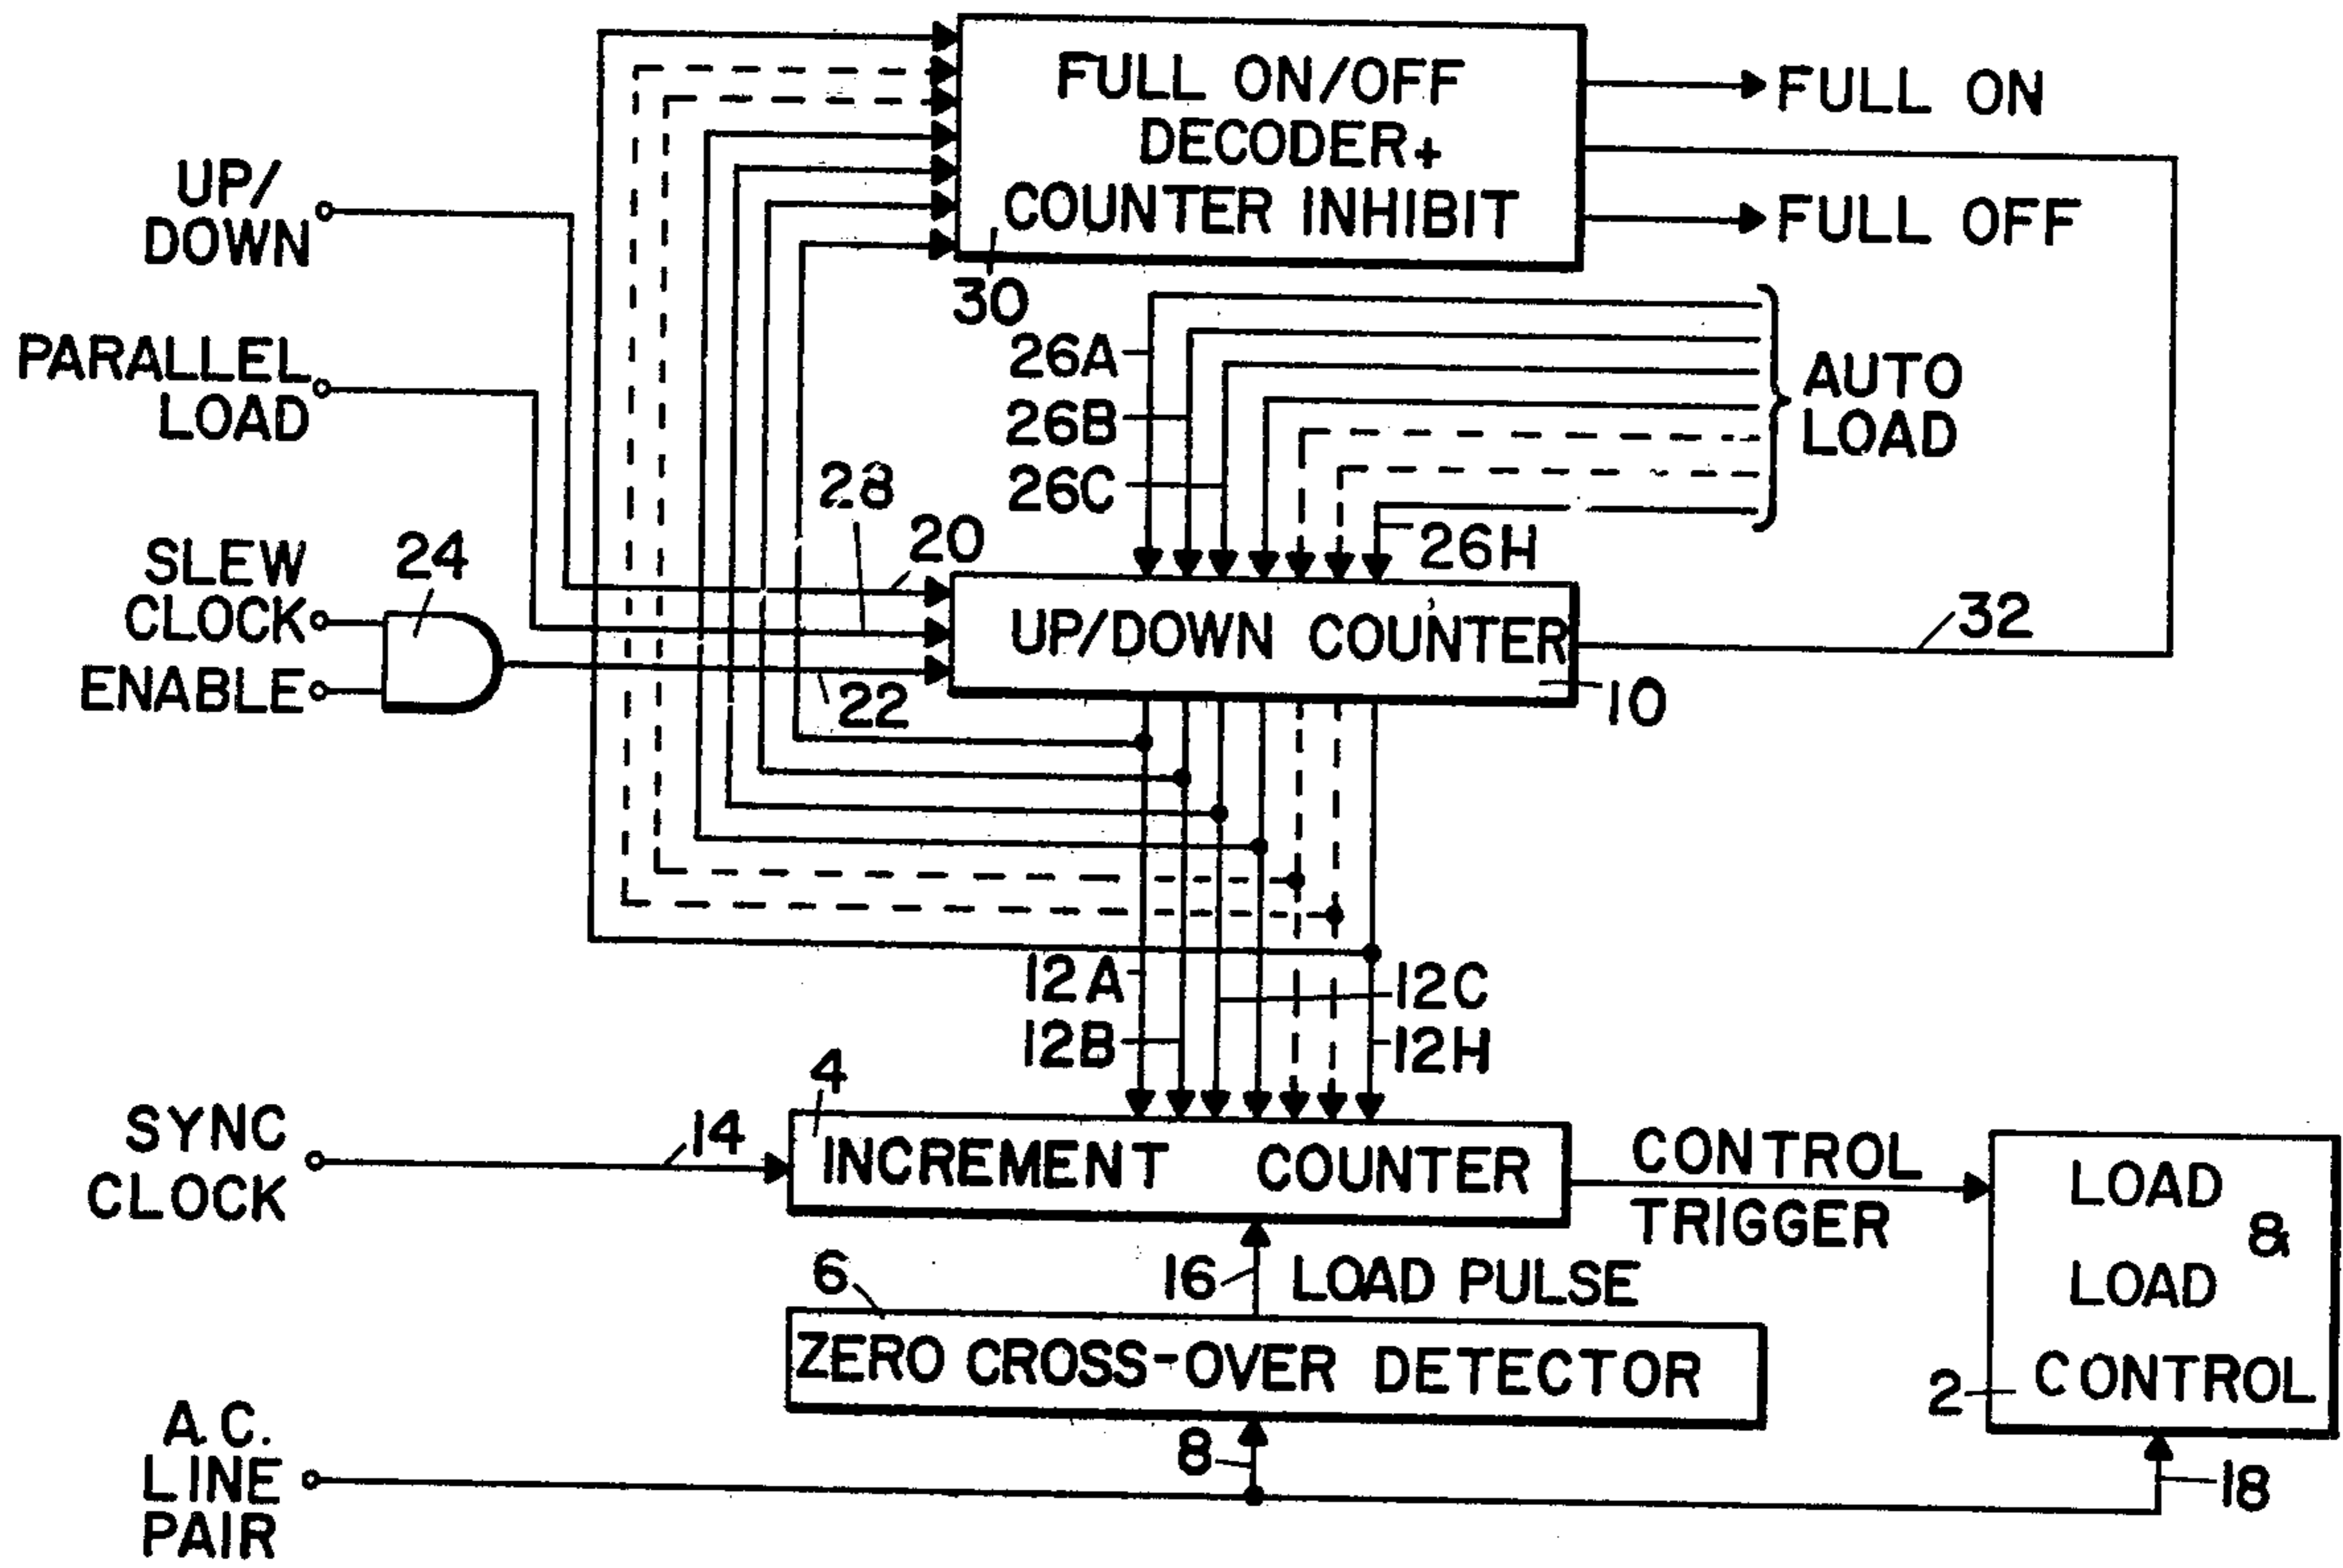 FULL ON/OFF
DECODER+
COUNTER INHIBIT
30
FULL ON
FULL OFF
UP/
DOWN
PARALLEL
LOAD
SLEW
CLOCK
ENABLE
24
28
20
22
26A
26B
26C
26H
AUTO
LOAD
UP/DOWN COUNTER
10
32
12A
12B
12C
12H
SYNC
CLOCK
14
4
INCREMENT COUNTER
CONTROL
TRIGGER
LOAD
&
LOAD
CONTROL
2
16
LOAD PULSE
6
ZERO CROSS-OVER DETECTOR
8
18
A.C.
LINE
PAIR